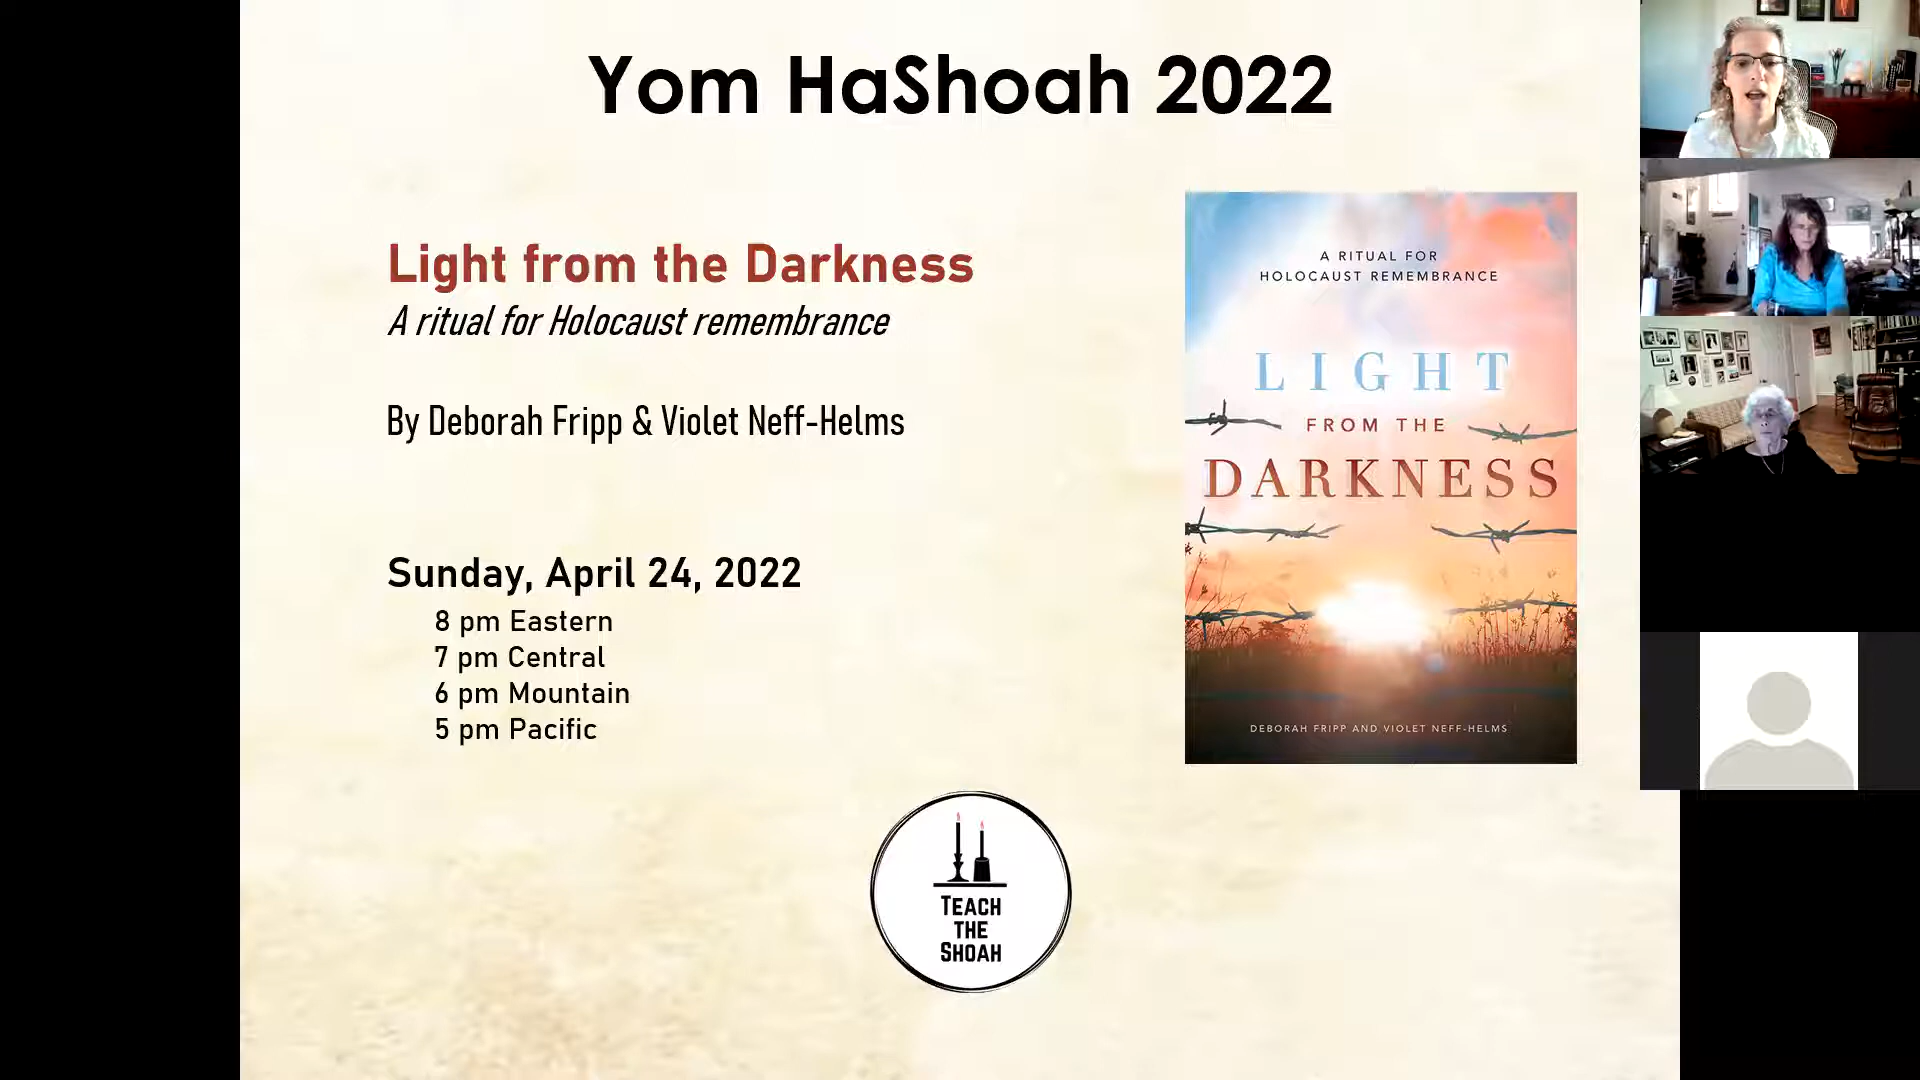 Yom HaShoah 2022
Light from the Darkness
A ritual for Holocaust remembrance
By Deborah Fripp & Violet Neff-Helms
Sunday, April 24, 2022
8 pm Eastern
7 pm Central
6 pm Mountain
5 pm Pacific
A RITUAL FOR
HOLOCAUST REMEMBRANCE
LIGHT
FROM THE
DARKNESS
DEBORAH FRIPP AND VIOLET NEFF-HELMS
TEACH
THE
SHOAH